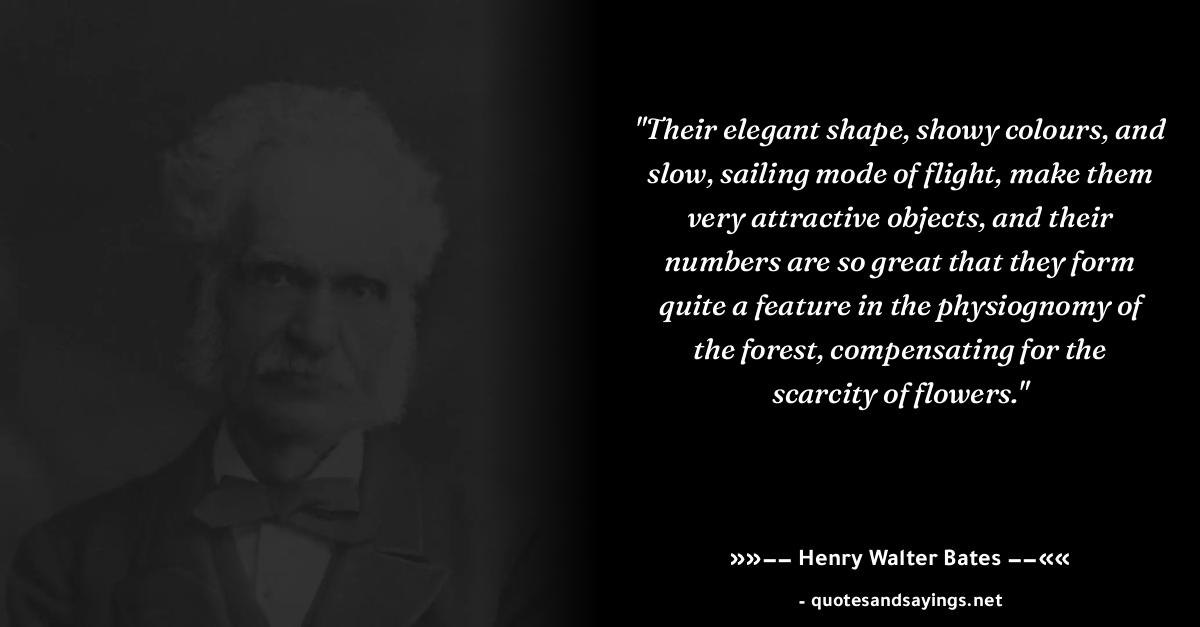 "Their elegant shape, showy colours, and
slow, sailing mode of flight, make them
very attractive objects, and their
numbers are so great that they form
quite a feature in the physiognomy of
the forest, compensating for the
scarcity of flowers."
»»−− Henry Walter Bates −−««
- quotesandsayings.net